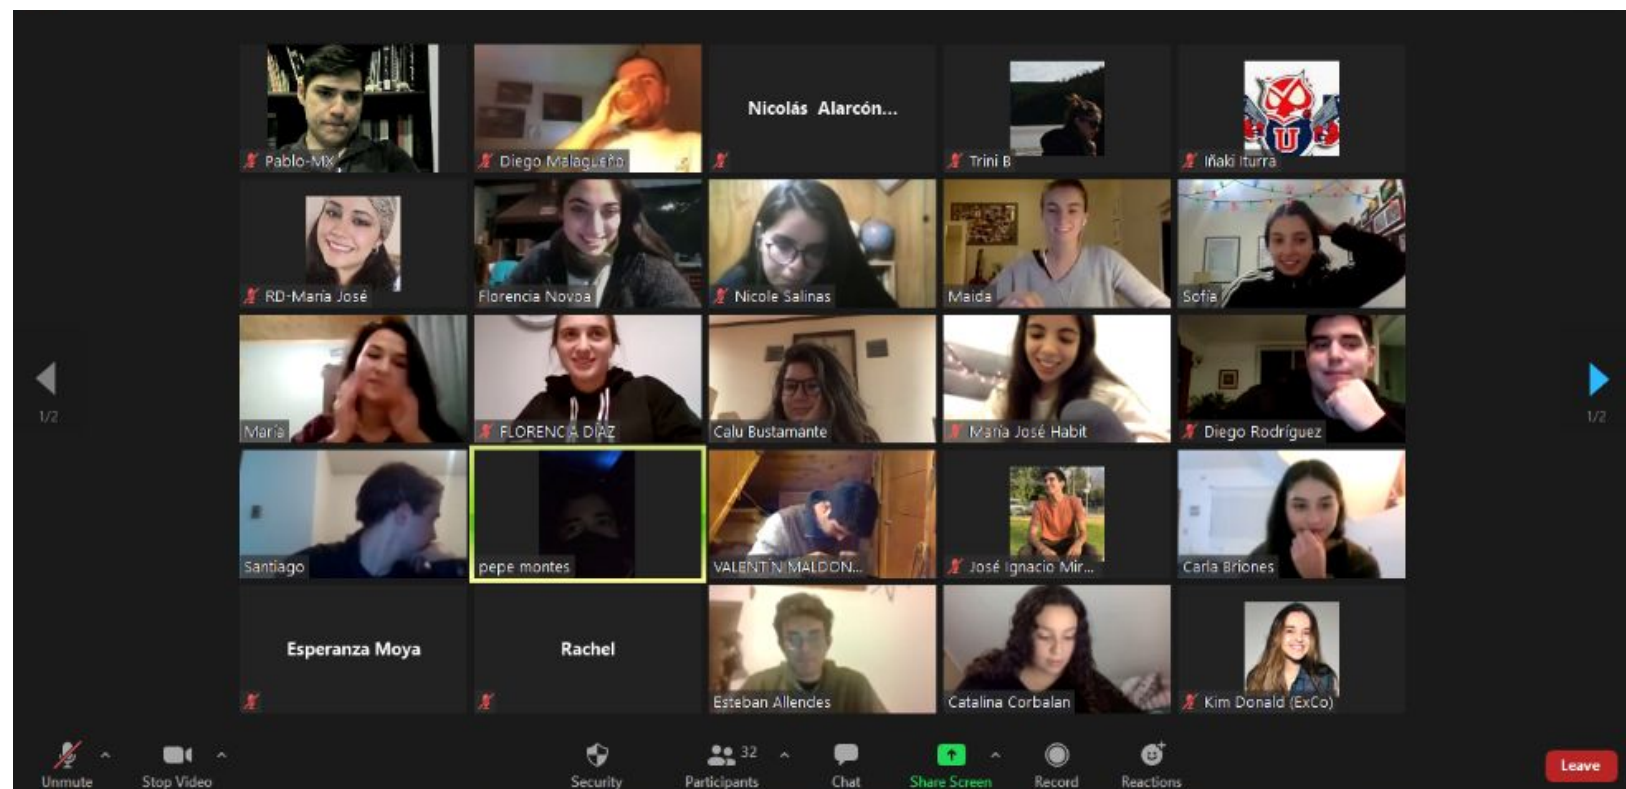 Pablo-MX
Diego Malagueño
Nicolás Alarcón...
Trini B
Iñaki Iturra
U
RD-María José
Florencia Novoa
Nicole Salinas
Maida
Sofía
María
FLORENCIA DÍAZ
Calu Bustamante
María José Habit
Diego Rodríguez
1/2
1/2
Santiago
pepe montes
VALENTÍN MALDON...
José Ignacio Mir...
Carla Briones
Esperanza Moya
Rachel
Esteban Allendes
Catalina Corbalan
Kim Donald (ExCo)
32
Unmute
Stop Video
Security
Participants
Chat
Share Screen
Record
Reactions
Leave